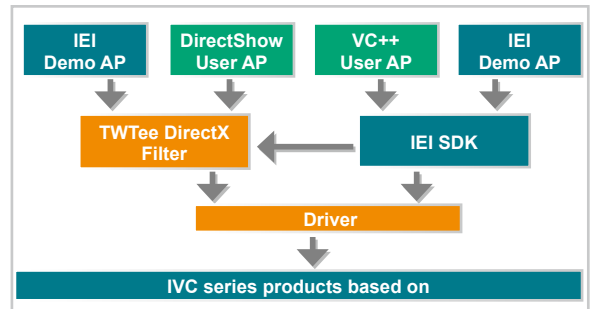 IEI
Demo AP
DirectShow
User AP
VC++
User AP
IEI
Demo AP
TWTee DirectX
Filter
IEI SDK
Driver
IVC series products based on